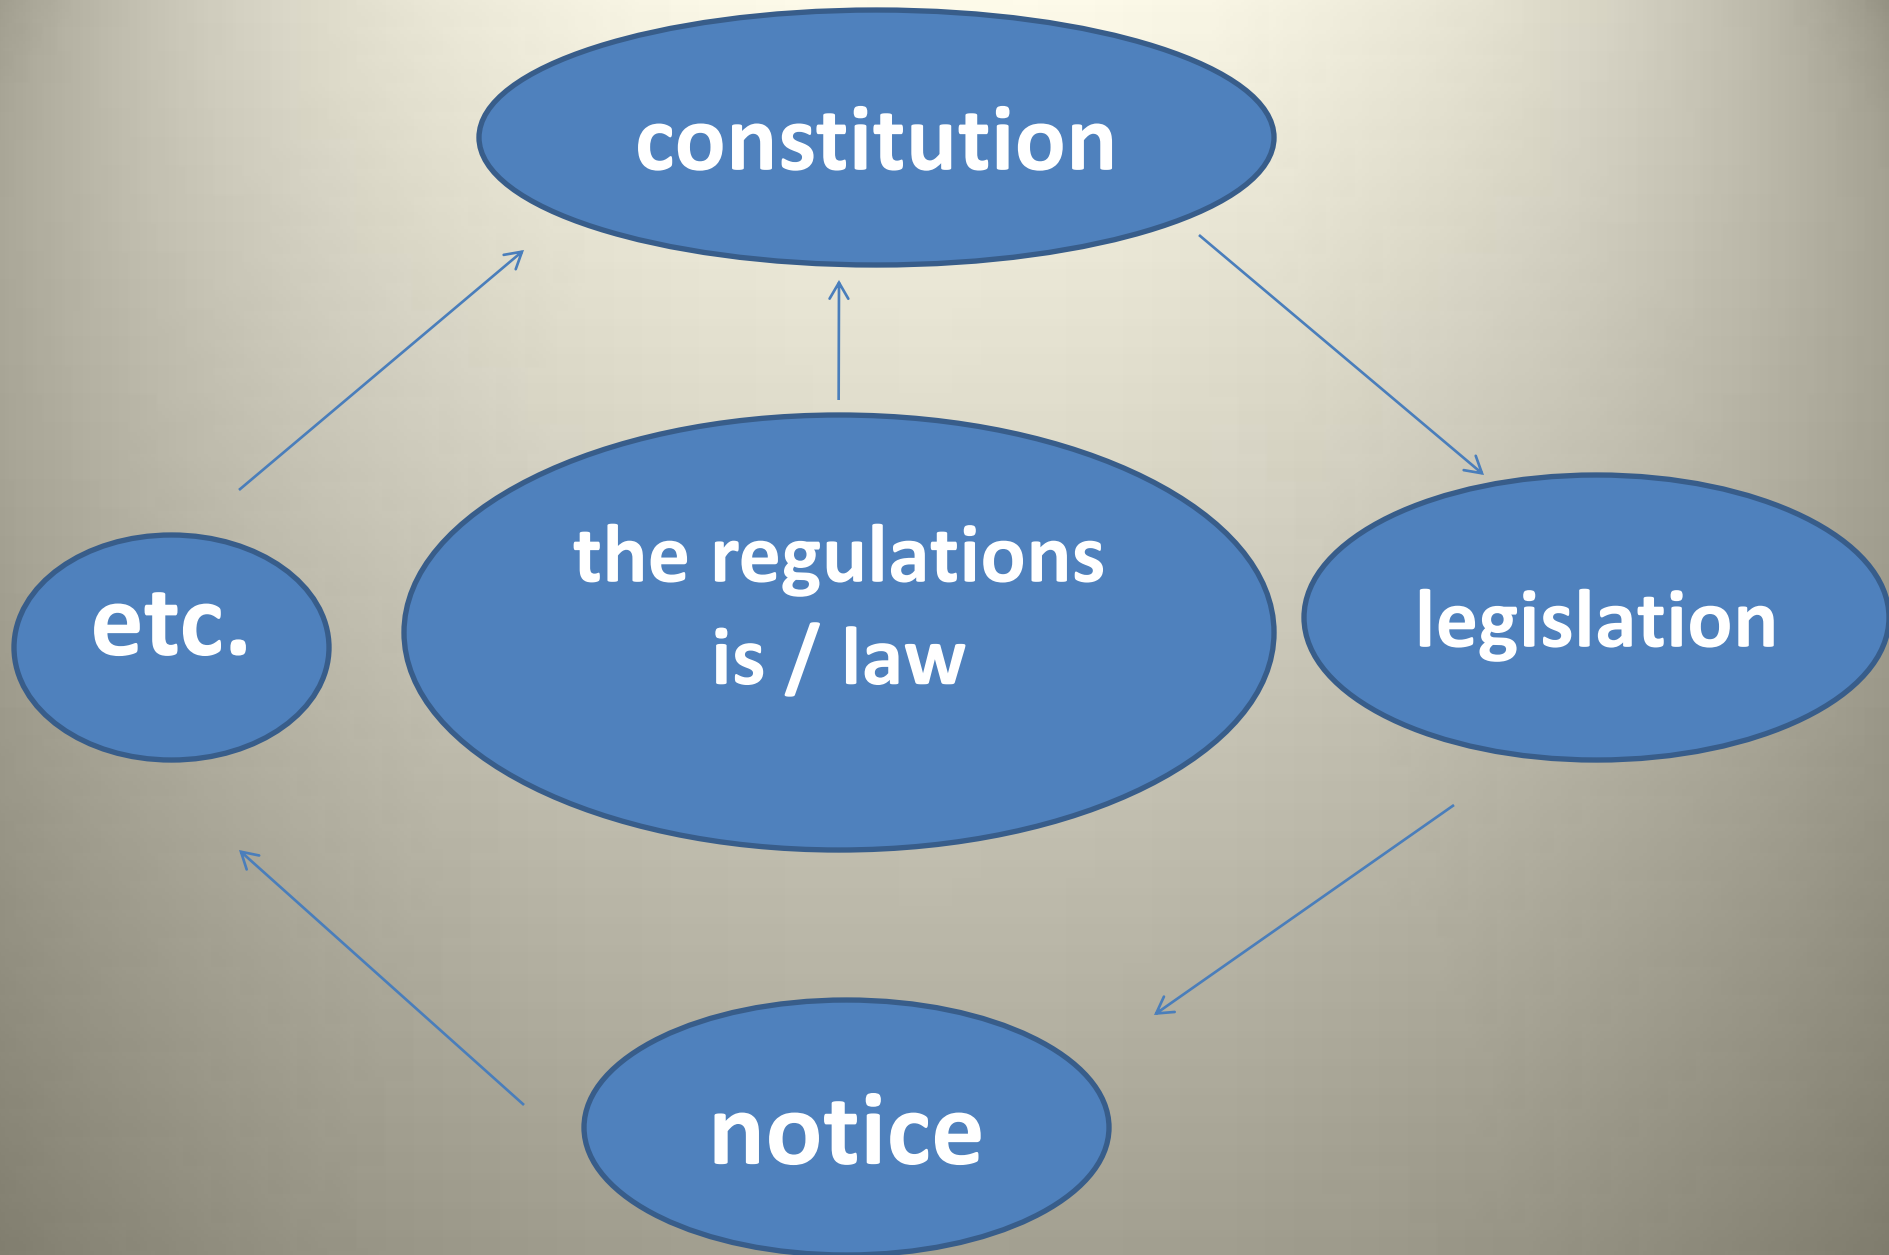 constitution
the regulations
is / law
etc.
legislation
notice